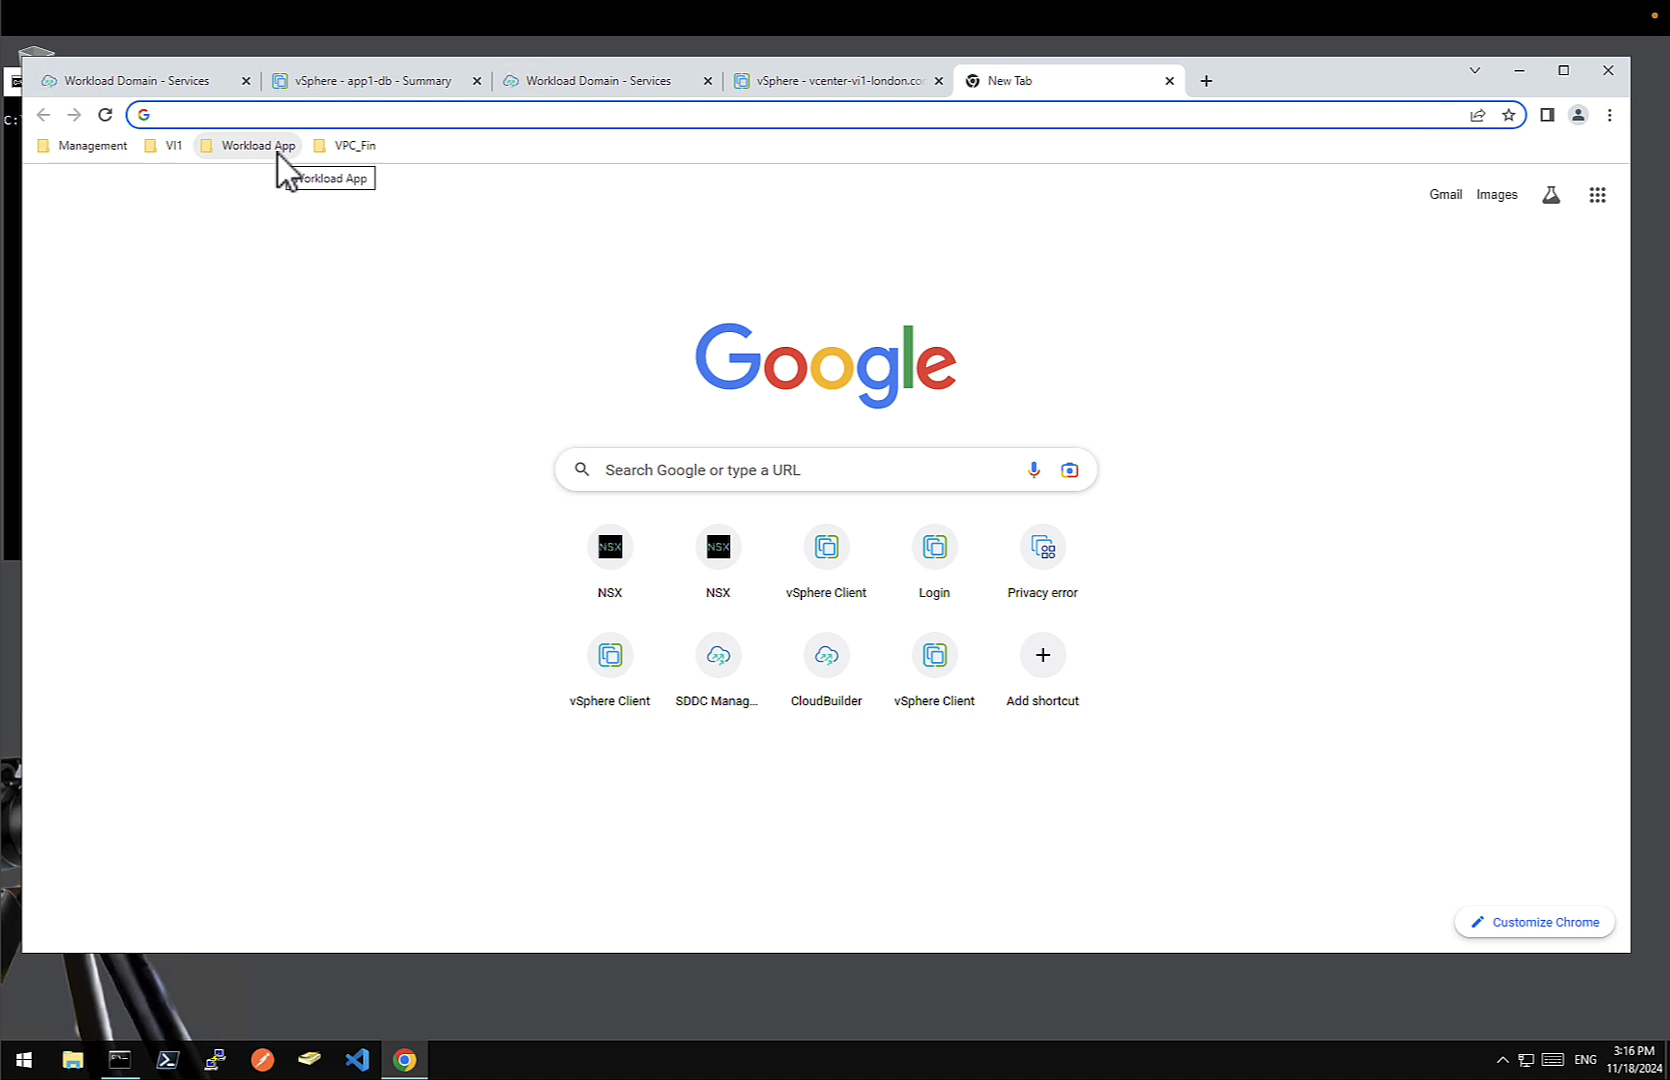 Workload Domain - Services
vSphere - app1-db - Summary
Workload Domain - Services
vSphere - vcenter-vi1-london.co
New Tab
C:\
Management
VI1
Workload App
VPC_Fin
Workload App
Gmail
Images
Google
Search Google or type a URL
NSX
NSX
NSX
NSX
vSphere Client
Login
Privacy error
vSphere Client
SDDC Manag...
CloudBuilder
vSphere Client
Add shortcut
Customize Chrome
ENG
3:16 PM
11/18/2024